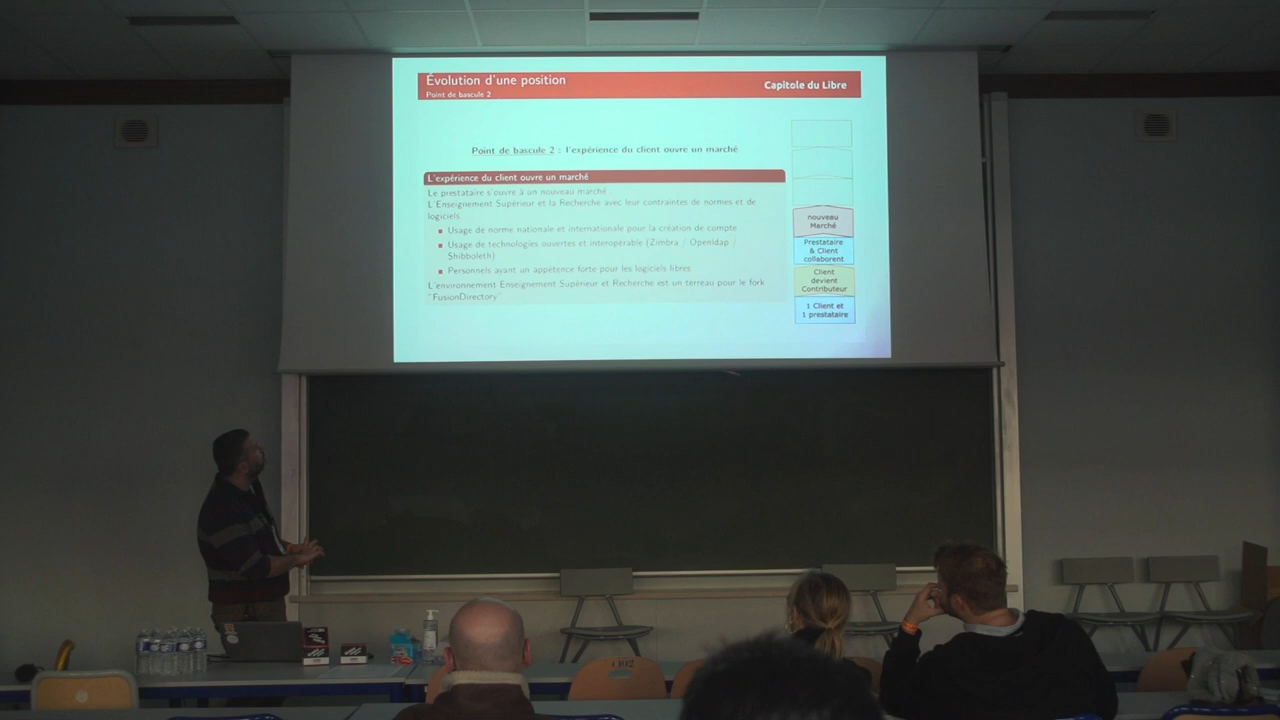 Évolution d'une position
Point de bascule 2
Capitole du Libre
Point de bascule 2 : l'expérience du client ouvre un marché
L'expérience du client ouvre un marché
Le prestataire s'ouvre à un nouveau marché
L'Enseignement Supérieur et la Recherche avec leur contraintes de normes et de
logiciels
Usage de norme nationale et internationale pour la création de compte
Usage de technologies ouvertes et interopérable (Zimbra / Openldap /
Shibboleth)
Personnels ayant un appétence forte pour les logiciels libres
L'environnement Enseignement Supérieur et Recherche est un terreau pour le fork
"FusionDirectory"
nouveau
Marché
Prestataire
& Client
collaborent
Client
devient
Contributeur
1 Client et
1 prestataire